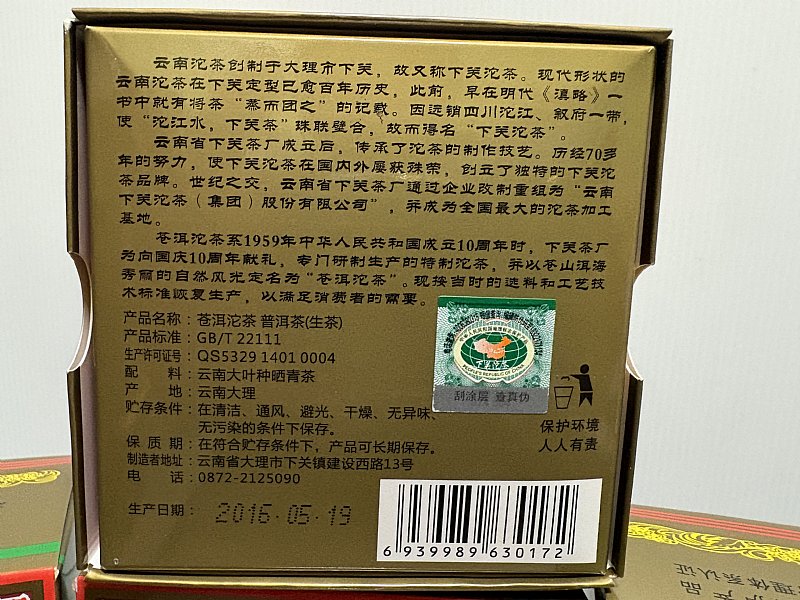 云南沱茶创制于大理市下关，故又称下关沱茶。现代形状的
云南沱茶在下关定型已愈百年历史，此前，早在明代《滇略》一
书中就有将茶“蒸而团之”的记载。因远销四川沱江、叙府一带，
使“沱江水，下关茶”珠联璧合，故而得名“下关沱茶”。
云南省下关茶厂成立后，传承了沱茶的制作技艺。历经70多
年的努力，使下关沱茶在国内外屡获殊荣，创立了独特的下关沱
茶品牌。世纪之交，云南省下关茶厂通过企业改制重组为“云南
下关沱茶（集团）股份有限公司”，并成为全国最大的沱茶加工
基地。
苍洱沱茶系1959年中华人民共和国成立10周年时，下关茶厂
为向国庆10周年献礼，专门研制生产的特制沱茶，并以苍山洱海
秀丽的自然风光定名为“苍洱沱茶”。现按当时的选料和工艺技
术标准恢复生产，以满足消费者的需要。
产品名称：苍洱沱茶 普洱茶(生茶)
产品标准：GB/T 22111
生产许可证号：QS5329 1401 0004
配 料：云南大叶种晒青茶
产 地：云南大理
贮存条件：在清洁、通风、避光、干燥、无异味、
无污染的条件下保存。
保 质 期：在符合贮存条件下，产品可长期保存。
制造者地址：云南省大理市下关镇建设西路13号
电 话：0872-2125090
生产日期：2016.05.19
PEOPLE'S REPUBLIC OF CHINA
刮涂层 查真伪
保护环境
人人有责
6 939989 630172
理体系认证